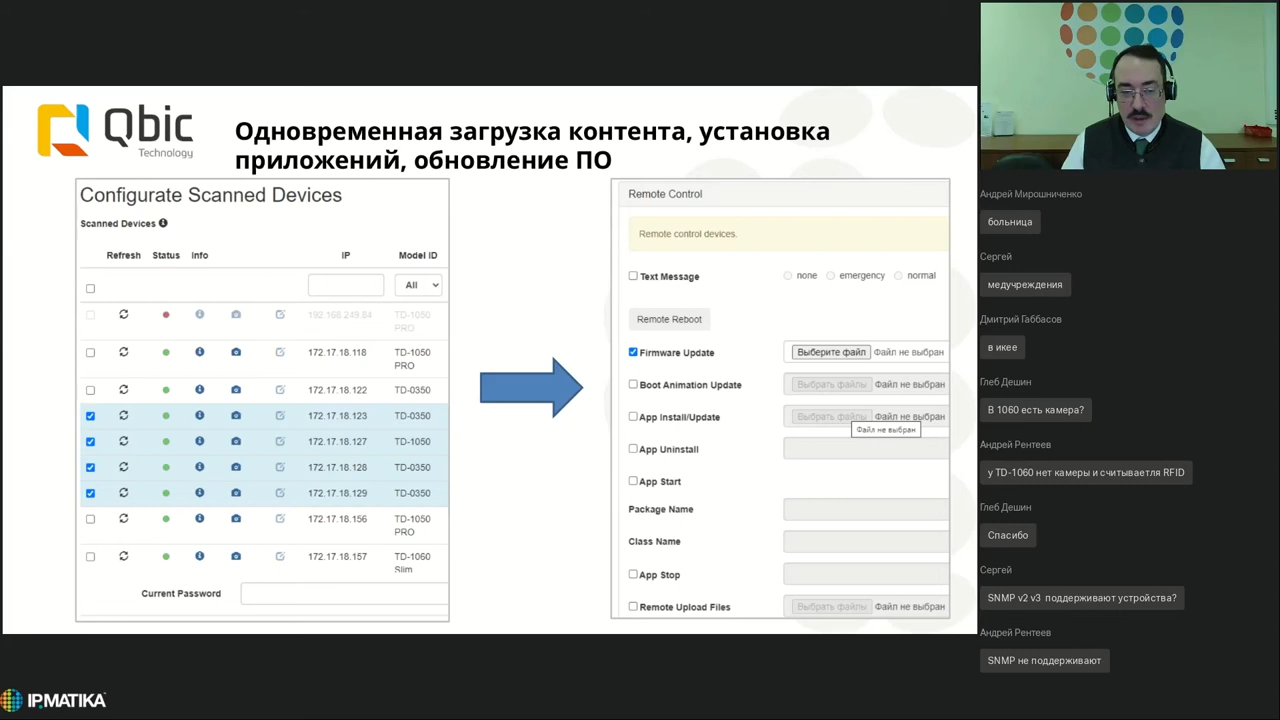 Qbic
Technology
Одновременная загрузка контента, установка
приложений, обновление ПО
Configurate Scanned Devices
Scanned Devices
Refresh Status Info IP Model ID
All
192.168.249.84 TD-1050
PRO
172.17.18.118 TD-1050
PRO
172.17.18.122 TD-0350
172.17.18.123 TD-0350
172.17.18.127 TD-1050
172.17.18.128 TD-0350
172.17.18.129 TD-0350
172.17.18.156 TD-1050
PRO
172.17.18.157 TD-1060
Slim
Current Password
Remote Control
Remote control devices.
Text Message none emergency normal
Remote Reboot
Firmware Update Выберите файл Файл не выбран
Boot Animation Update Выбрать файлы Файл не выбран
App Install/Update Выбрать файлы Файл не выбран
Файл не выбран
App Uninstall
App Start
Package Name
Class Name
App Stop
Remote Upload Files Выбрать файлы Файл не выбран
Андрей Мирошниченко
больница
Сергей
медучреждения
Дмитрий Габбасов
в икее
Глеб Дешин
В 1060 есть камера?
Андрей Рентеев
у TD-1060 нет камеры и считываетля RFID
Глеб Дешин
Спасибо
Сергей
SNMP v2 v3 поддерживают устройства?
Андрей Рентеев
SNMP не поддерживают
IPMATIKA